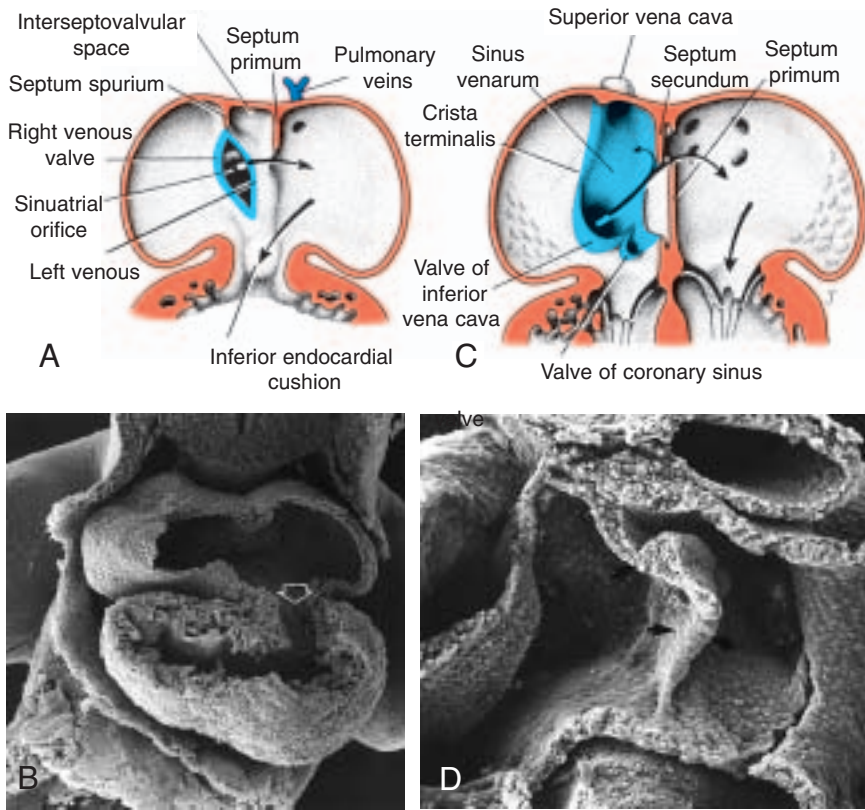 Interseptovalvular
space
Septum
primum
Pulmonary
veins
Septum spurium
Right venous
valve
Sinuatrial
orifice
Left venous
Inferior endocardial
cushion
A
Superior vena cava
Sinus
venarum
Septum
secundum
Septum
primum
Crista
terminalis
Valve of
inferior
vena cava
Valve of coronary sinus
C
lve
B
D